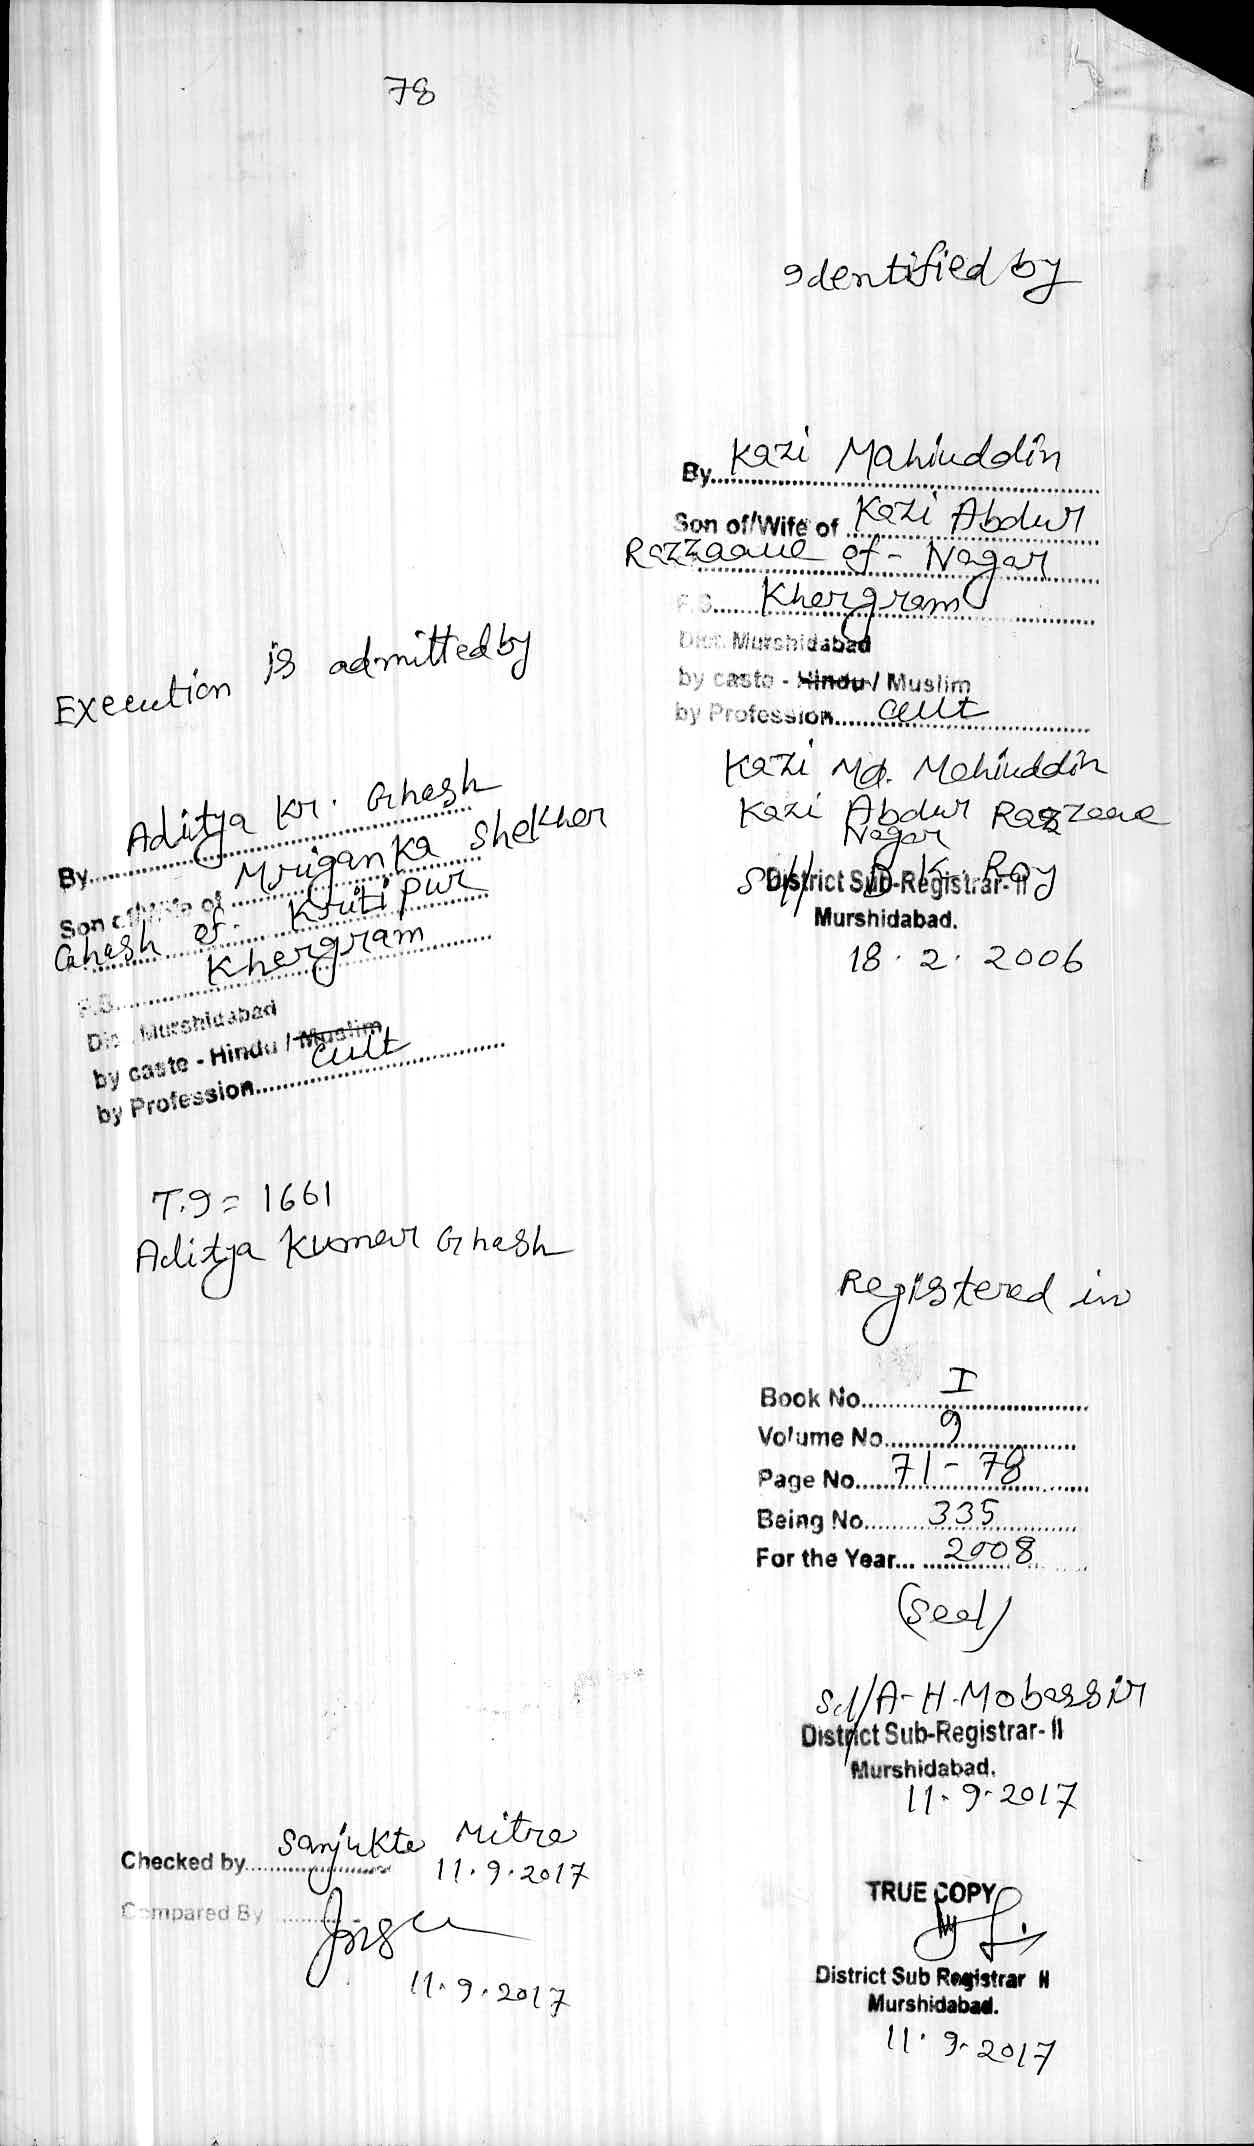 78
Identified by
By Kazi Mahiuddin
Son of/Wife of Kazi Abdur
Razzaque of - Nagar
P.S. Khergram
Dist. Murshidabad
by caste - Hindu / Muslim
by Profession cult
Kazi Md. Mahiuddin
Kazi Abdur Razzaque
Nagar
Sd/- D. K. Roy
District Sub-Registrar- II
Murshidabad.
18. 2. 2006
Execution is admitted by
By Aditya Kr. Ghosh
Son of/Wife of Mriganka Shekhor
Ghosh of- Kritipur
P.S. Khergram
Dist. Murshidabad
by caste - Hindu / Muslim
by Profession cult
T.I = 1661
Aditya Kumar Ghosh
Registered in
Book No. I
Volume No. 9
Page No. 71 - 78
Being No. 335
For the Year... 2008
(Seal)
Sd/A-H.Mobassir
District Sub-Registrar- II
Murshidabad.
11. 9. 2017
Checked by Sanjukta Mitra
11. 9. 2017
Compared By
11. 9. 2017
TRUE COPY
District Sub Registrar II
Murshidabad.
11. 9. 2017